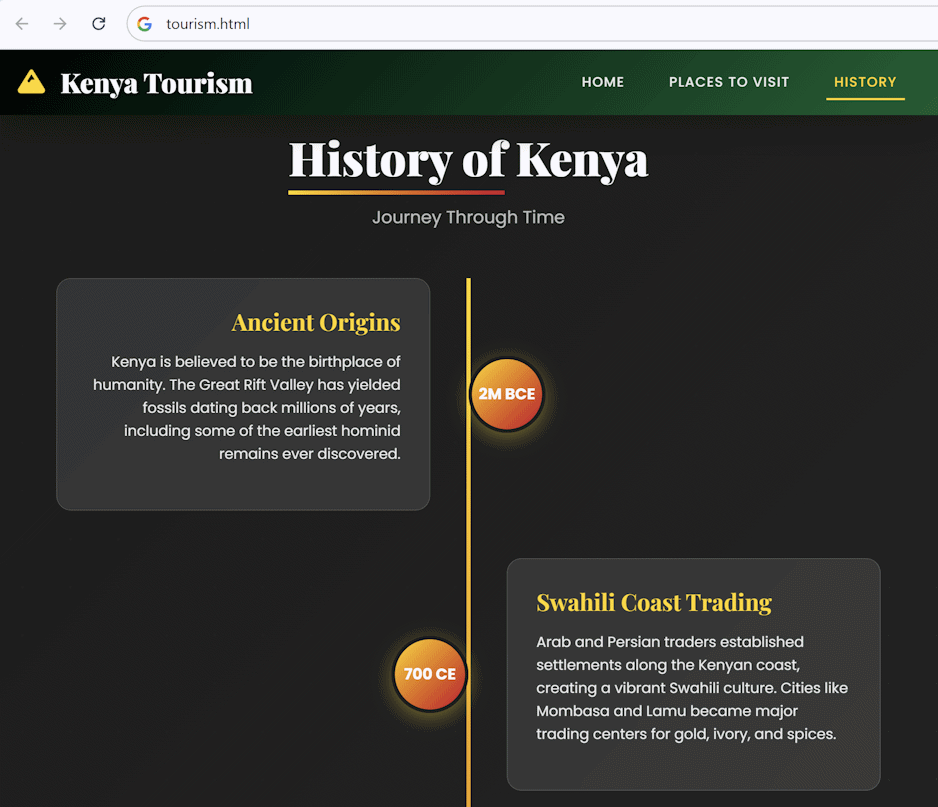 tourism.html
Kenya Tourism
HOME PLACES TO VISIT HISTORY
History of Kenya
Journey Through Time
Ancient Origins
Kenya is believed to be the birthplace of
humanity. The Great Rift Valley has yielded
fossils dating back millions of years,
including some of the earliest hominid
remains ever discovered.
2M BCE
Swahili Coast Trading
Arab and Persian traders established
settlements along the Kenyan coast,
creating a vibrant Swahili culture. Cities like
Mombasa and Lamu became major
trading centers for gold, ivory, and spices.
700 CE